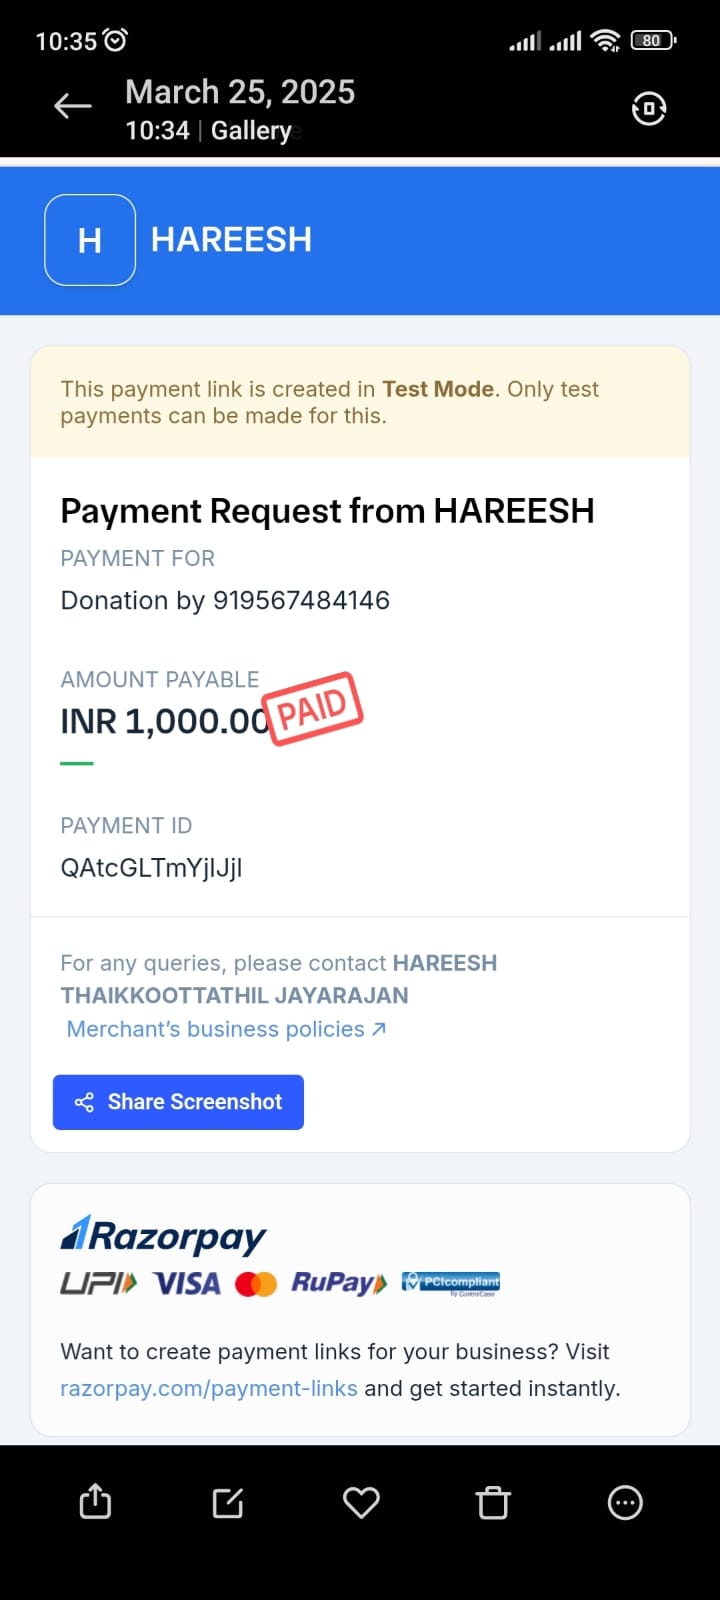 10:35
80
March 25, 2025
10:34 | Gallery
H HAREESH
This payment link is created in Test Mode. Only test
payments can be made for this.
Payment Request from HAREESH
PAYMENT FOR
Donation by 919567484146
AMOUNT PAYABLE
INR 1,000.00 PAID
PAYMENT ID
QAtcGLTmYjIJjI
For any queries, please contact HAREESH
THAIKKOOTTATHIL JAYARAJAN
Merchant's business policies ↗
Share Screenshot
Razorpay
UPI VISA RuPay PCIcompliant
by ControlCase
Want to create payment links for your business? Visit
razorpay.com/payment-links and get started instantly.